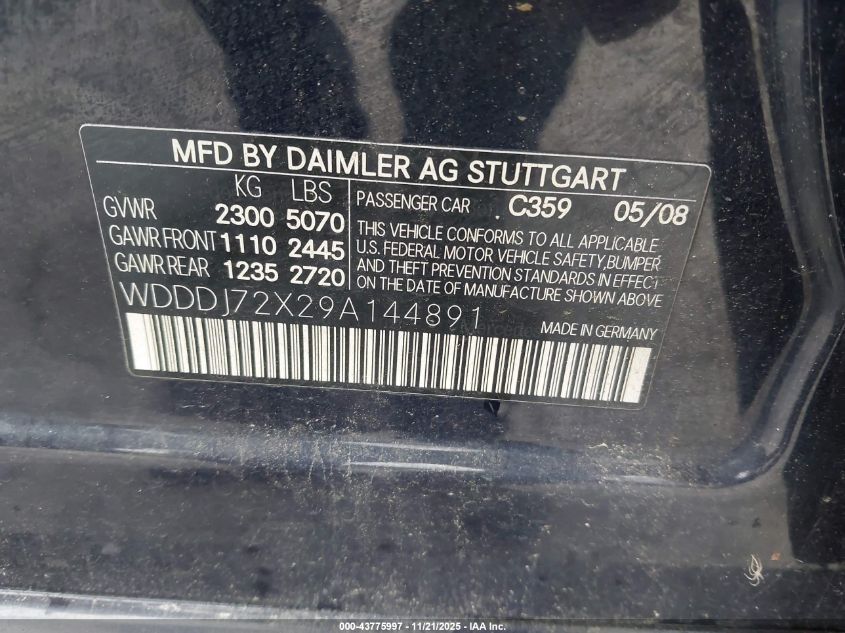 MFD BY DAIMLER AG STUTTGART
KG LBS
GVWR 2300 5070
GAWR FRONT 1110 2445
GAWR REAR 1235 2720
PASSENGER CAR C359 05/08
THIS VEHICLE CONFORMS TO ALL APPLICABLE
U.S. FEDERAL MOTOR VEHICLE SAFETY, BUMPER
AND THEFT PREVENTION STANDARDS IN EFFECT
ON THE DATE OF MANUFACTURE SHOWN ABOVE.
WDDDJ72X29A144891
MADE IN GERMANY
000-43775997 - 11/21/2025 - IAA Inc.